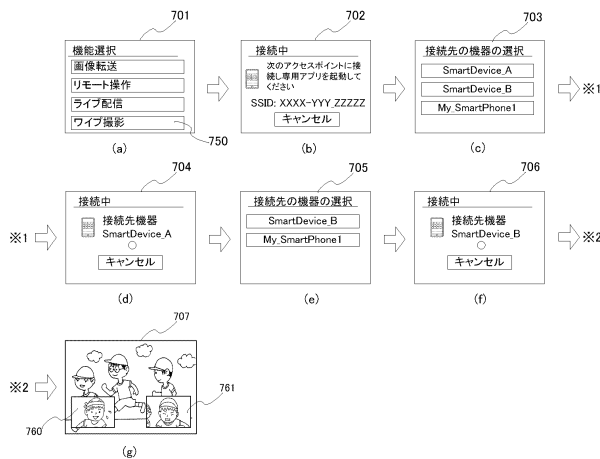 701
機能選択
画像転送
リモート操作
ライブ配信
ワイプ撮影
750
(a)
702
接続中
次のアクセスポイントに接
続し専用アプリを起動して
ください
SSID: XXXX-YYY_ZZZZZ
キャンセル
(b)
703
接続先の機器の選択
SmartDevice_A
SmartDevice_B
My_SmartPhone1
(c)
※1
※1
704
接続中
接続先機器
SmartDevice_A
キャンセル
(d)
705
接続先の機器の選択
SmartDevice_B
My_SmartPhone1
(e)
706
接続中
接続先機器
SmartDevice_B
キャンセル
(f)
※2
※2
707
760
761
(g)